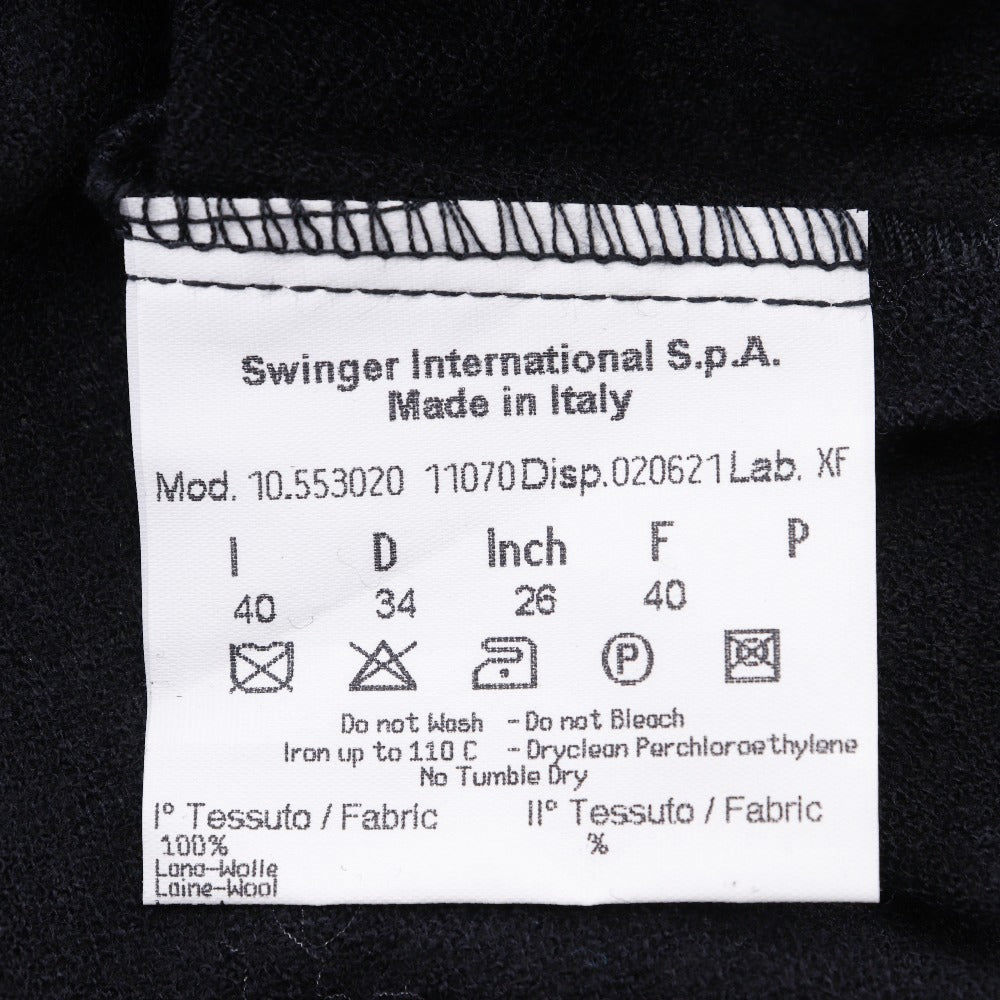 Swinger International S.p.A.
Made in Italy
Mod. 10.553020 11070 Disp.020621 Lab. XF
I D Inch F P
40 34 26 40
P
Do not Wash - Do not Bleach
Iron up to 110 C - Dryclean Perchloroethylene
No Tumble Dry
I° Tessuto / Fabric II° Tessuto / Fabric
100% %
Lana-Wolle
Laine-Wool